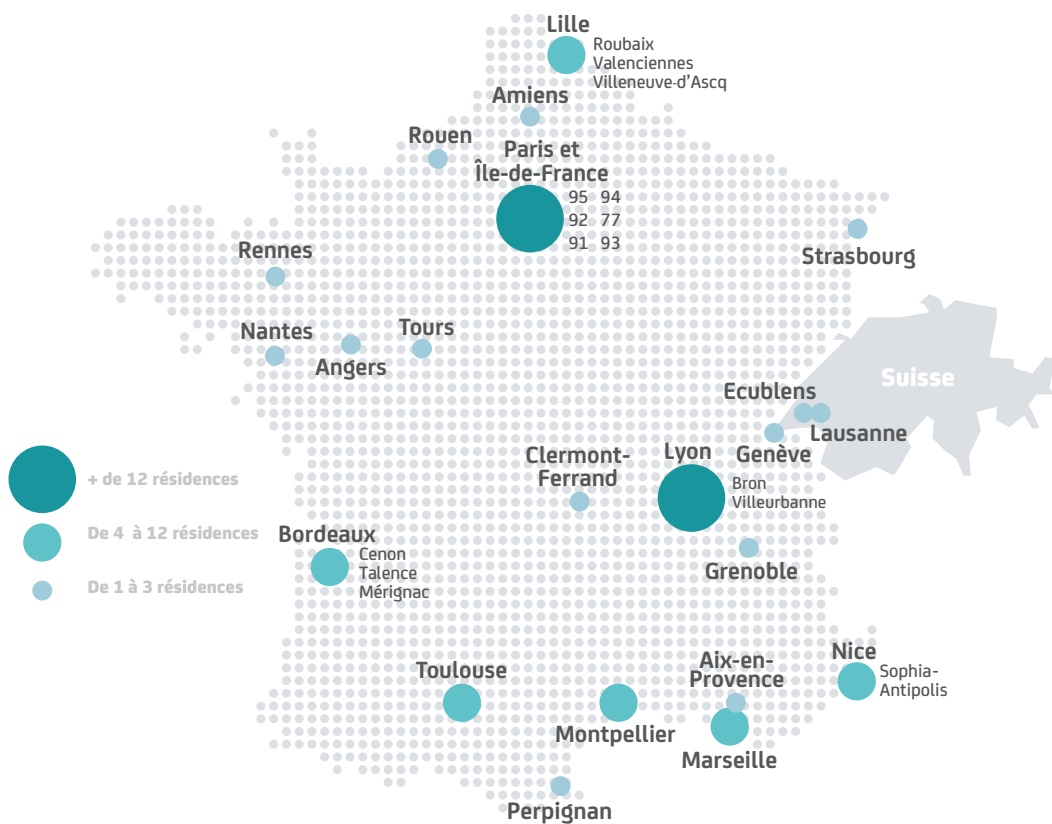 Lille
Roubaix
Valenciennes
Villeneuve-d'Ascq
Amiens
Rouen
Paris et
Île-de-France
95 94
92 77
91 93
Strasbourg
Rennes
Nantes
Angers
Tours
Suisse
Ecublens
Lausanne
Genève
Clermont-
Ferrand
Lyon
Bron
Villeurbanne
+ de 12 résidences
De 4 à 12 résidences
De 1 à 3 résidences
Bordeaux
Cenon
Talence
Mérignac
Grenoble
Toulouse
Montpellier
Aix-en-
Provence
Marseille
Nice
Sophia-
Antipolis
Perpignan